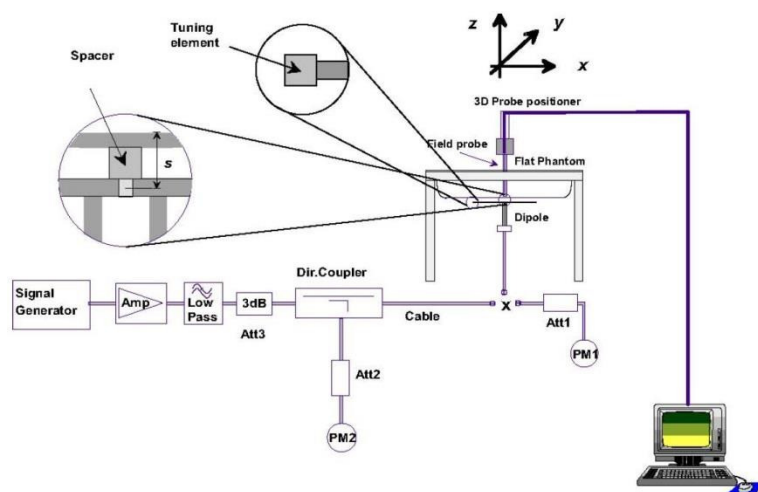 Tuning
element
Spacer
s
z
y
x
3D Probe positioner
Field probe
Flat Phantom
Dipole
Dir.Coupler
Signal
Generator
Amp
Low
Pass
3dB
Att3
Cable
x
Att1
PM1
Att2
PM2